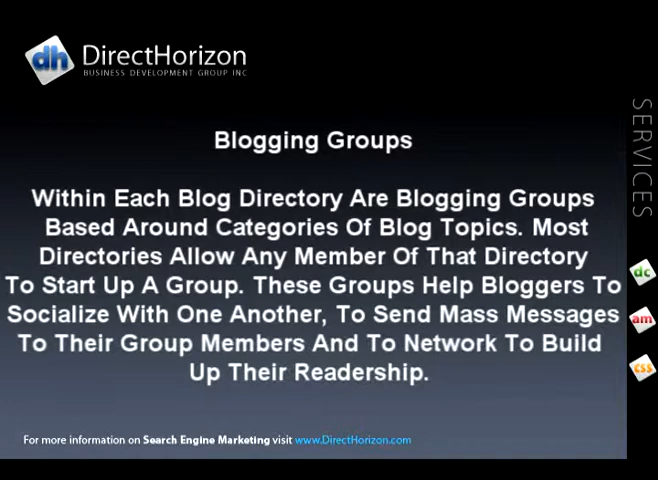 dh DirectHorizon
BUSINESS DEVELOPMENT GROUP INC
SERVICES
Blogging Groups
Within Each Blog Directory Are Blogging Groups
Based Around Categories Of Blog Topics. Most
Directories Allow Any Member Of That Directory
To Start Up A Group. These Groups Help Bloggers To
Socialize With One Another, To Send Mass Messages
To Their Group Members And To Network To Build
Up Their Readership.
dc
am
css
For more information on Search Engine Marketing visit www.DirectHorizon.com